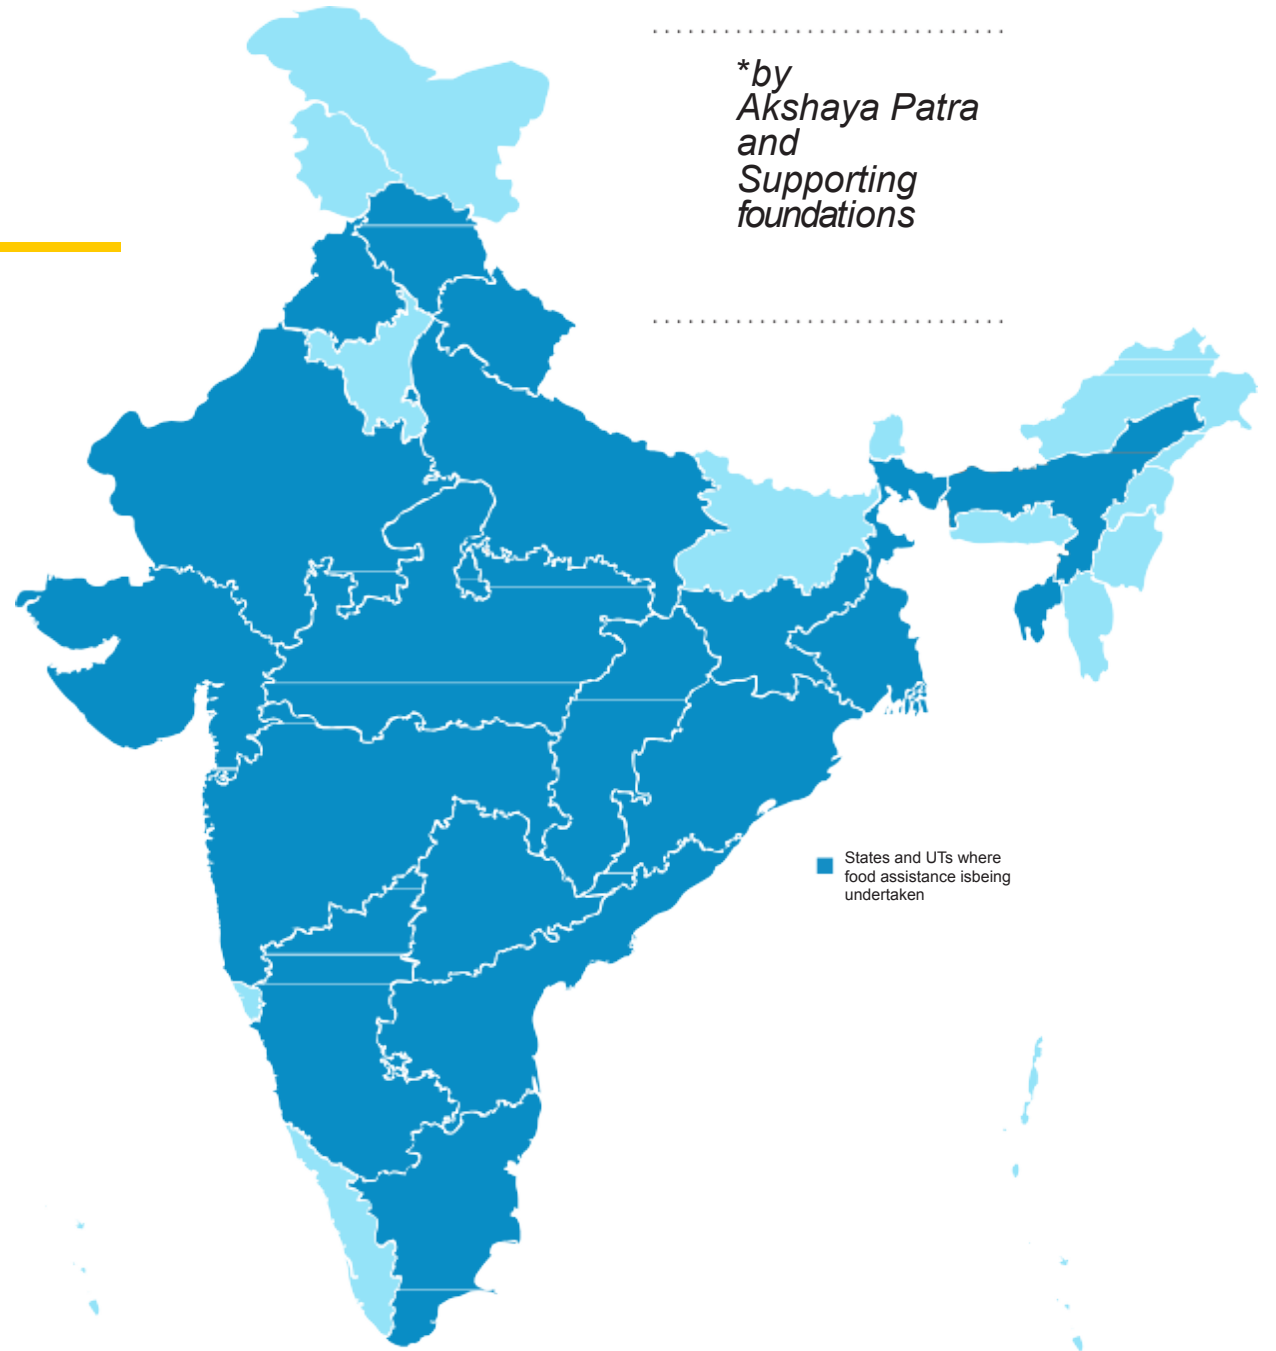 *by
Akshaya Patra
and
Supporting
foundations
States and UTs where
food assistance isbeing
undertaken